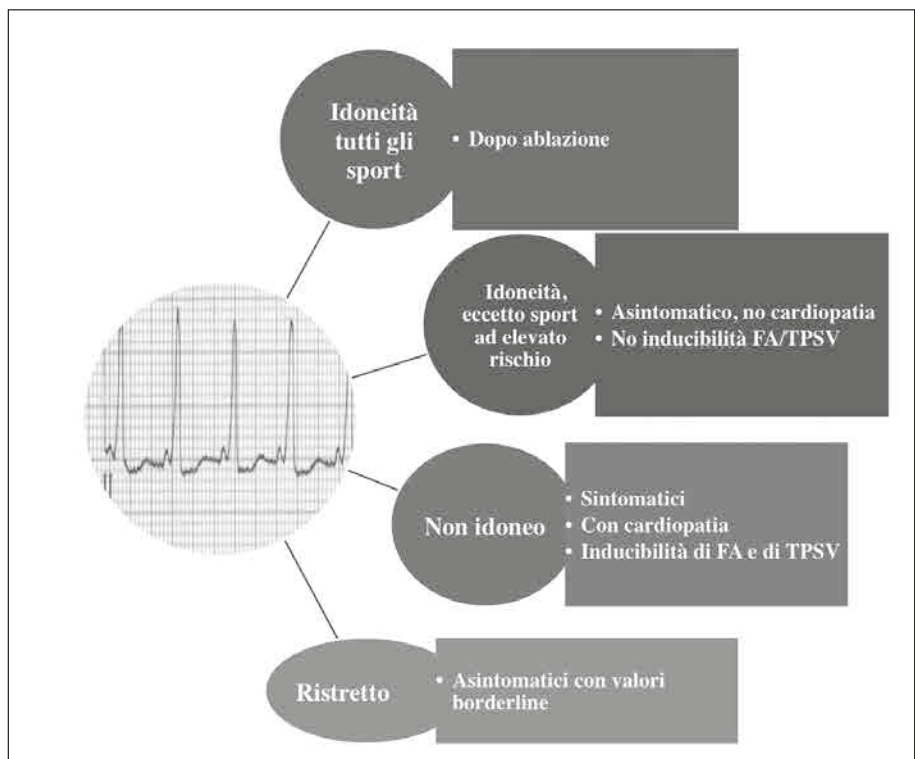 Idoneità
tutti gli
sport
• Dopo ablazione
Idoneità,
eccetto sport
ad elevato
rischio
• Asintomatico, no cardiopatia
• No inducibilità FA/TPSV
Non idoneo
• Sintomatici
• Con cardiopatia
• Inducibilità di FA e di TPSV
Ristretto
• Asintomatici con valori
borderline